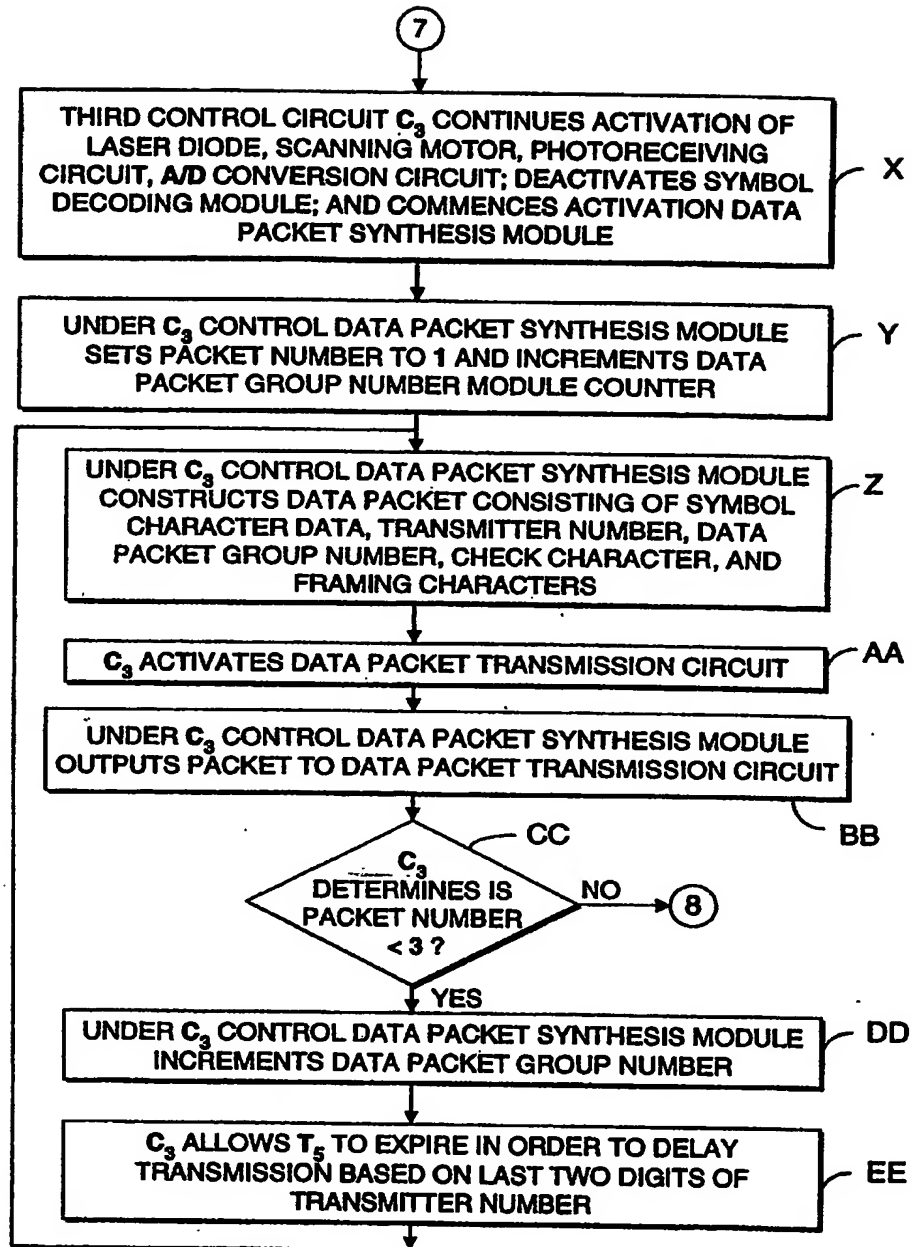 7
THIRD CONTROL CIRCUIT C₃ CONTINUES ACTIVATION OF
LASER DIODE, SCANNING MOTOR, PHOTORECEIVING
CIRCUIT, A/D CONVERSION CIRCUIT; DEACTIVATES SYMBOL
DECODING MODULE; AND COMMENCES ACTIVATION DATA
PACKET SYNTHESIS MODULE
X
UNDER C₃ CONTROL DATA PACKET SYNTHESIS MODULE
SETS PACKET NUMBER TO 1 AND INCREMENTS DATA
PACKET GROUP NUMBER MODULE COUNTER
Y
UNDER C₃ CONTROL DATA PACKET SYNTHESIS MODULE
CONSTRUCTS DATA PACKET CONSISTING OF SYMBOL
CHARACTER DATA, TRANSMITTER NUMBER, DATA
PACKET GROUP NUMBER, CHECK CHARACTER, AND
FRAMING CHARACTERS
Z
C₃ ACTIVATES DATA PACKET TRANSMISSION CIRCUIT
AA
UNDER C₃ CONTROL DATA PACKET SYNTHESIS MODULE
OUTPUTS PACKET TO DATA PACKET TRANSMISSION CIRCUIT
BB
CC
C₃
DETERMINES IS
PACKET NUMBER
< 3 ?
NO
8
YES
UNDER C₃ CONTROL DATA PACKET SYNTHESIS MODULE
INCREMENTS DATA PACKET GROUP NUMBER
DD
C₃ ALLOWS T₅ TO EXPIRE IN ORDER TO DELAY
TRANSMISSION BASED ON LAST TWO DIGITS OF
TRANSMITTER NUMBER
EE